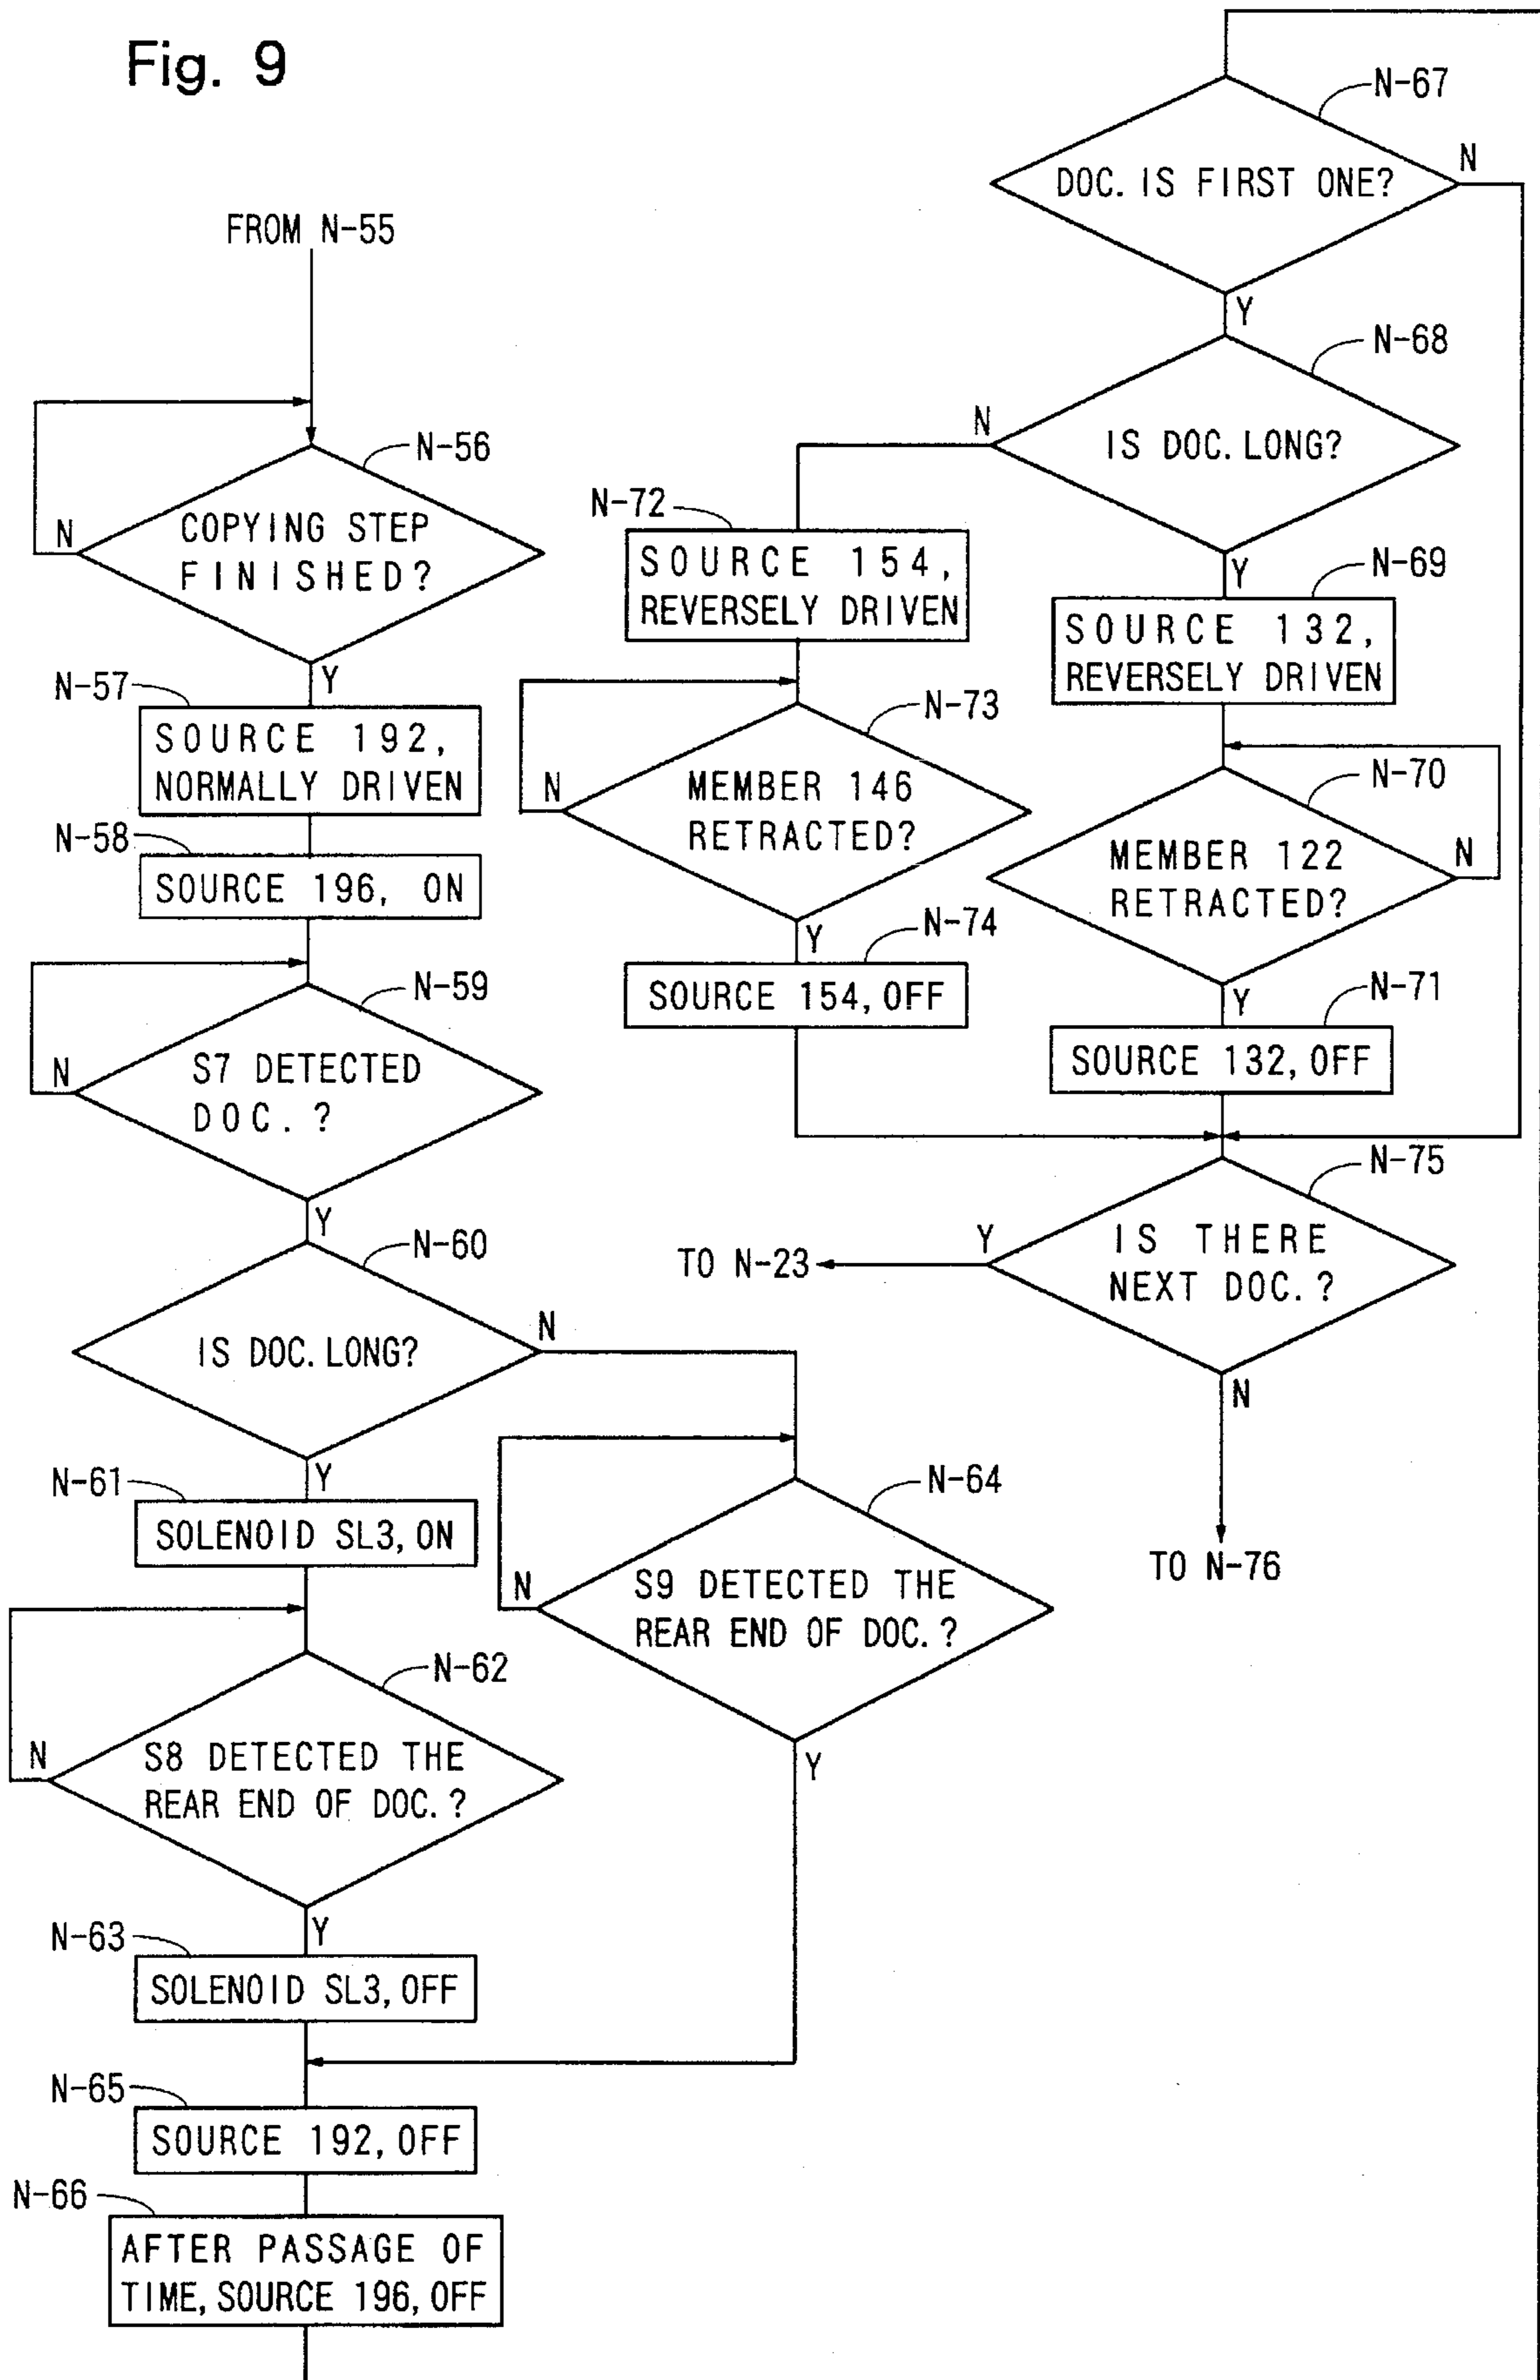 Fig. 9
FROM N-55
N-56
COPYING STEP
FINISHED?
N
Y
N-57
SOURCE 192,
NORMALLY DRIVEN
N-58
SOURCE 196, ON
N-59
S7 DETECTED
DOC. ?
N
Y
N-60
IS DOC. LONG?
N
Y
N-61
SOLENOID SL3, ON
N-62
S8 DETECTED THE
REAR END OF DOC. ?
N
Y
N-63
SOLENOID SL3, OFF
N-64
S9 DETECTED THE
REAR END OF DOC. ?
N
Y
N-65
SOURCE 192, OFF
N-66
AFTER PASSAGE OF
TIME, SOURCE 196, OFF
N-67
DOC. IS FIRST ONE?
N
Y
N-68
IS DOC. LONG?
N
Y
N-69
SOURCE 132,
REVERSELY DRIVEN
N-70
MEMBER 122
RETRACTED?
N
Y
N-71
SOURCE 132, OFF
N-72
SOURCE 154,
REVERSELY DRIVEN
N-73
MEMBER 146
RETRACTED?
N
Y
N-74
SOURCE 154, OFF
N-75
IS THERE
NEXT DOC. ?
Y
TO N-23
N
TO N-76